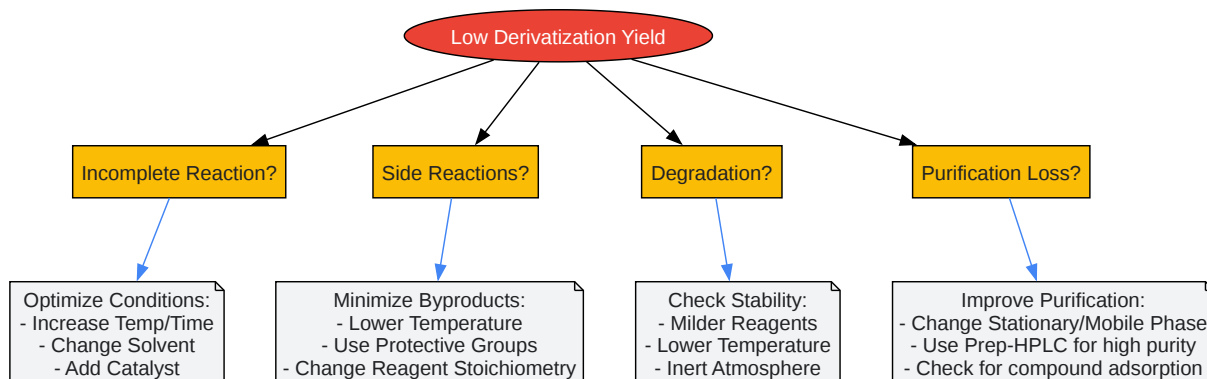 Low Derivatization Yield
Incomplete Reaction?
Side Reactions?
Degradation?
Purification Loss?
Optimize Conditions:
- Increase Temp/Time
- Change Solvent
- Add Catalyst
Minimize Byproducts:
- Lower Temperature
- Use Protective Groups
- Change Reagent Stoichiometry
Check Stability:
- Milder Reagents
- Lower Temperature
- Inert Atmosphere
Improve Purification:
- Change Stationary/Mobile Phase
- Use Prep-HPLC for high purity
- Check for compound adsorption